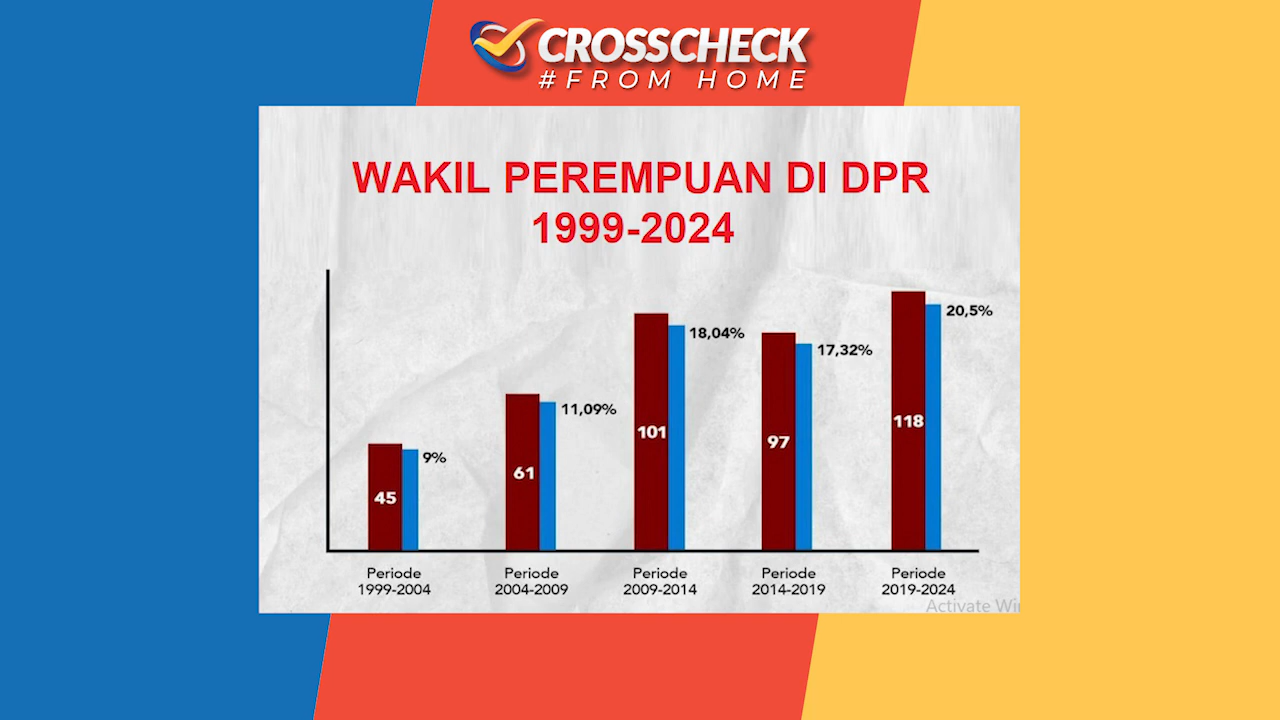 CROSSCHECK
#FROM HOME
WAKIL PEREMPUAN DI DPR
1999-2024
45
9%
61
11,09%
101
18,04%
97
17,32%
118
20,5%
Periode
1999-2004
Periode
2004-2009
Periode
2009-2014
Periode
2014-2019
Periode
2019-2024
Activate Wi